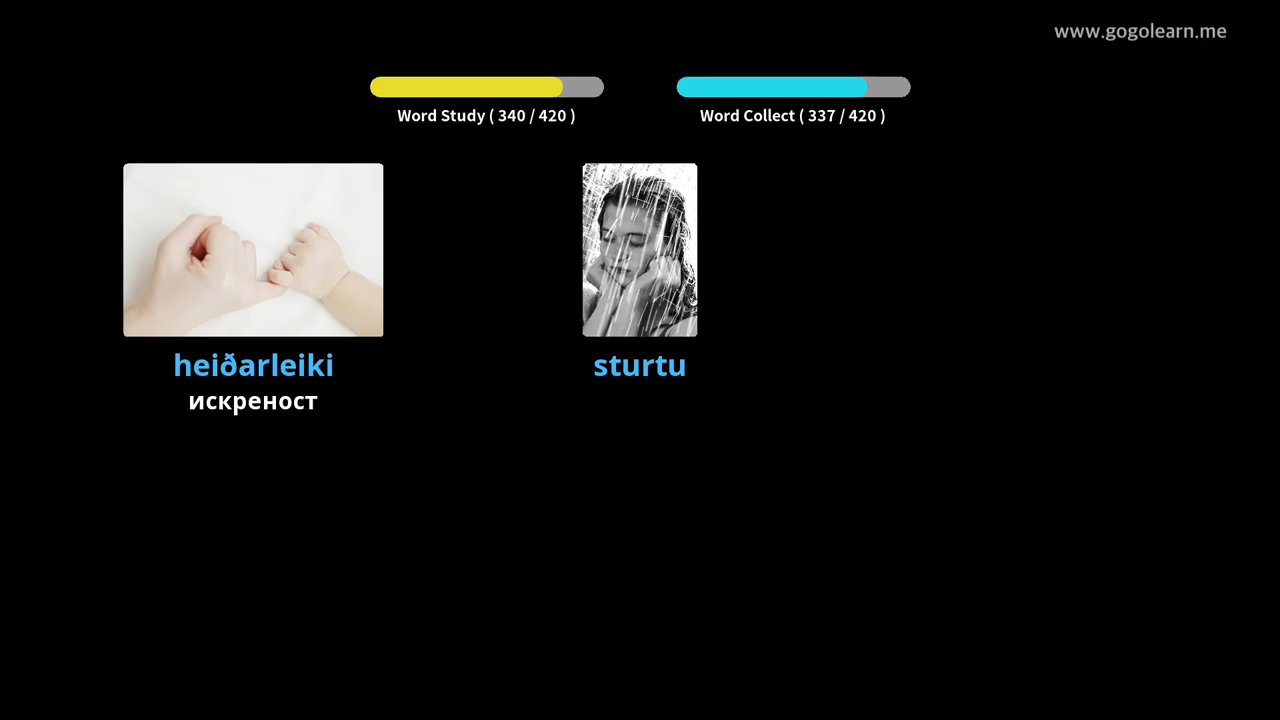 www.gogolearn.me
Word Study ( 340 / 420 )
Word Collect ( 337 / 420 )
heiðarleiki
искреност
sturtu